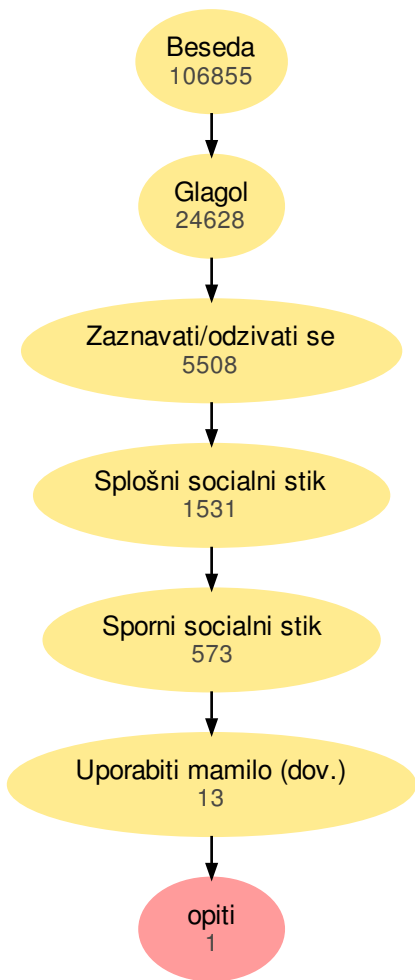 Beseda
106855
Glagol
24628
Zaznavati/odzivati se
5508
Splošni socialni stik
1531
Sporni socialni stik
573
Uporabiti mamilo (dov.)
13
opiti
1